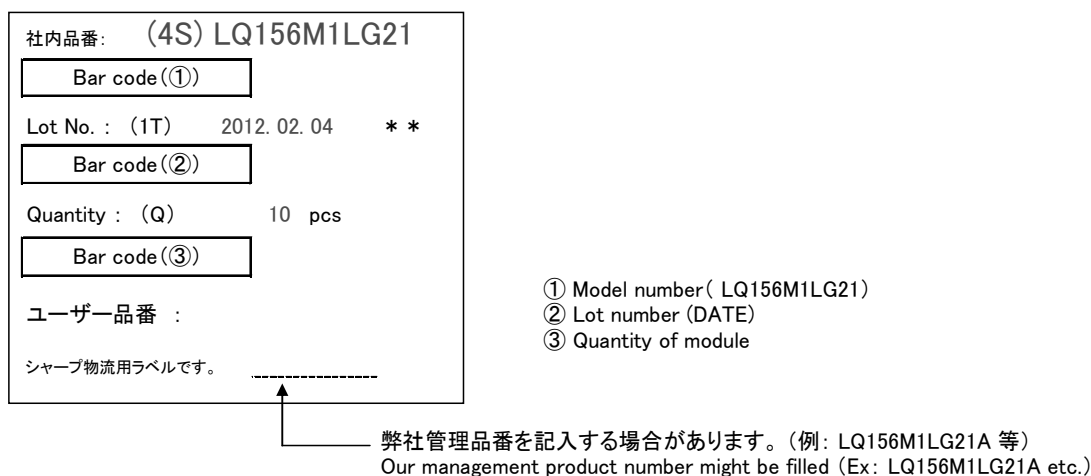 社内品番: (4S) LQ156M1LG21
Bar code(①)
Lot No. : (1T) 2012. 02. 04 * *
Bar code(②)
Quantity : (Q) 10 pcs
Bar code(③)
ユーザー品番 :
シャープ物流用ラベルです。
① Model number( LQ156M1LG21)
② Lot number (DATE)
③ Quantity of module
弊社管理品番を記入する場合があります。(例: LQ156M1LG21A 等)
Our management product number might be filled (Ex: LQ156M1LG21A etc.)